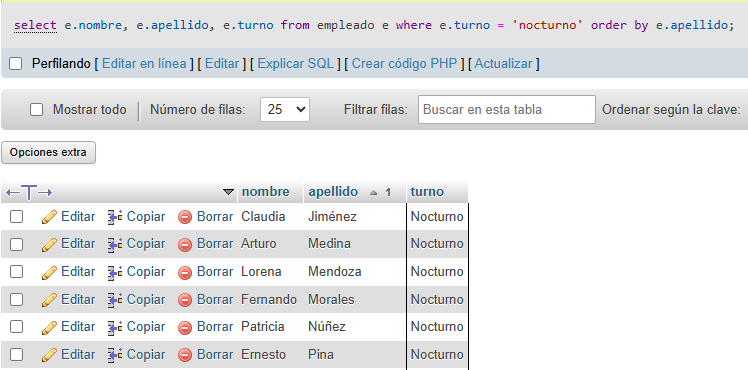 select e.nombre, e.apellido, e.turno from empleado e where e.turno = 'nocturno' order by e.apellido;
Perfilando [ Editar en línea ] [ Editar ] [ Explicar SQL ] [ Crear código PHP ] [ Actualizar ]
Mostrar todo Número de filas: 25 Filtrar filas: Buscar en esta tabla Ordenar según la clave:
Opciones extra
nombre apellido 1 turno
Editar Copiar Borrar Claudia Jiménez Nocturno
Editar Copiar Borrar Arturo Medina Nocturno
Editar Copiar Borrar Lorena Mendoza Nocturno
Editar Copiar Borrar Fernando Morales Nocturno
Editar Copiar Borrar Patricia Núñez Nocturno
Editar Copiar Borrar Ernesto Pina Nocturno